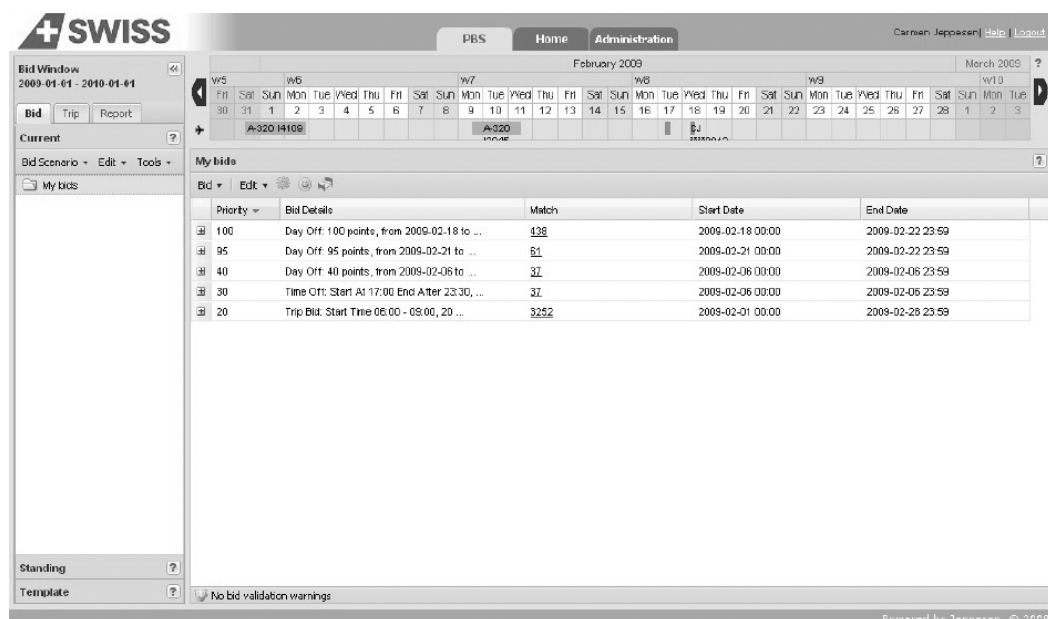 SWISS
PBS Home Administration
Carmen Jeppesen| Help | Logout
Bid Window
2009-01-01 - 2010-01-01
Bid Trip Report
Current ?
Bid Scenario Edit Tools
My bids
Standing ?
Template ?
February 2009 March 2009 ?
W5 W6 W7 W8 W9 W10
Fri Sat Sun Mon Tue Wed Thu Fri Sat Sun Mon Tue Wed Thu Fri Sat Sun Mon Tue Wed Thu Fri Sat Sun Mon Tue Wed Thu Fri Sat Sun Mon Tue
30 31 1 2 3 4 5 6 7 8 9 10 11 12 13 14 15 16 17 18 19 20 21 22 23 24 25 26 27 28 1 2 3
A-320 I4109 A-320
My bids ?
Bid Edit
Priority Bid Details Match Start Date End Date
100 Day Off: 100 points, from 2009-02-18 to ... 438 2009-02-18 00:00 2009-02-22 23:59
95 Day Off: 95 points, from 2009-02-21 to ... 61 2009-02-21 00:00 2009-02-22 23:59
40 Day Off: 40 points, from 2009-02-06 to ... 37 2009-02-06 00:00 2009-02-06 23:59
30 Time Off: Start At 17:00 End After 23:30, ... 37 2009-02-06 00:00 2009-02-06 23:59
20 Trip Bid: Start Time 06:00 - 09:00, 20 ... 3252 2009-02-01 00:00 2009-02-28 23:59
No bid validation warnings
Powered by Jeppesen. © 2009